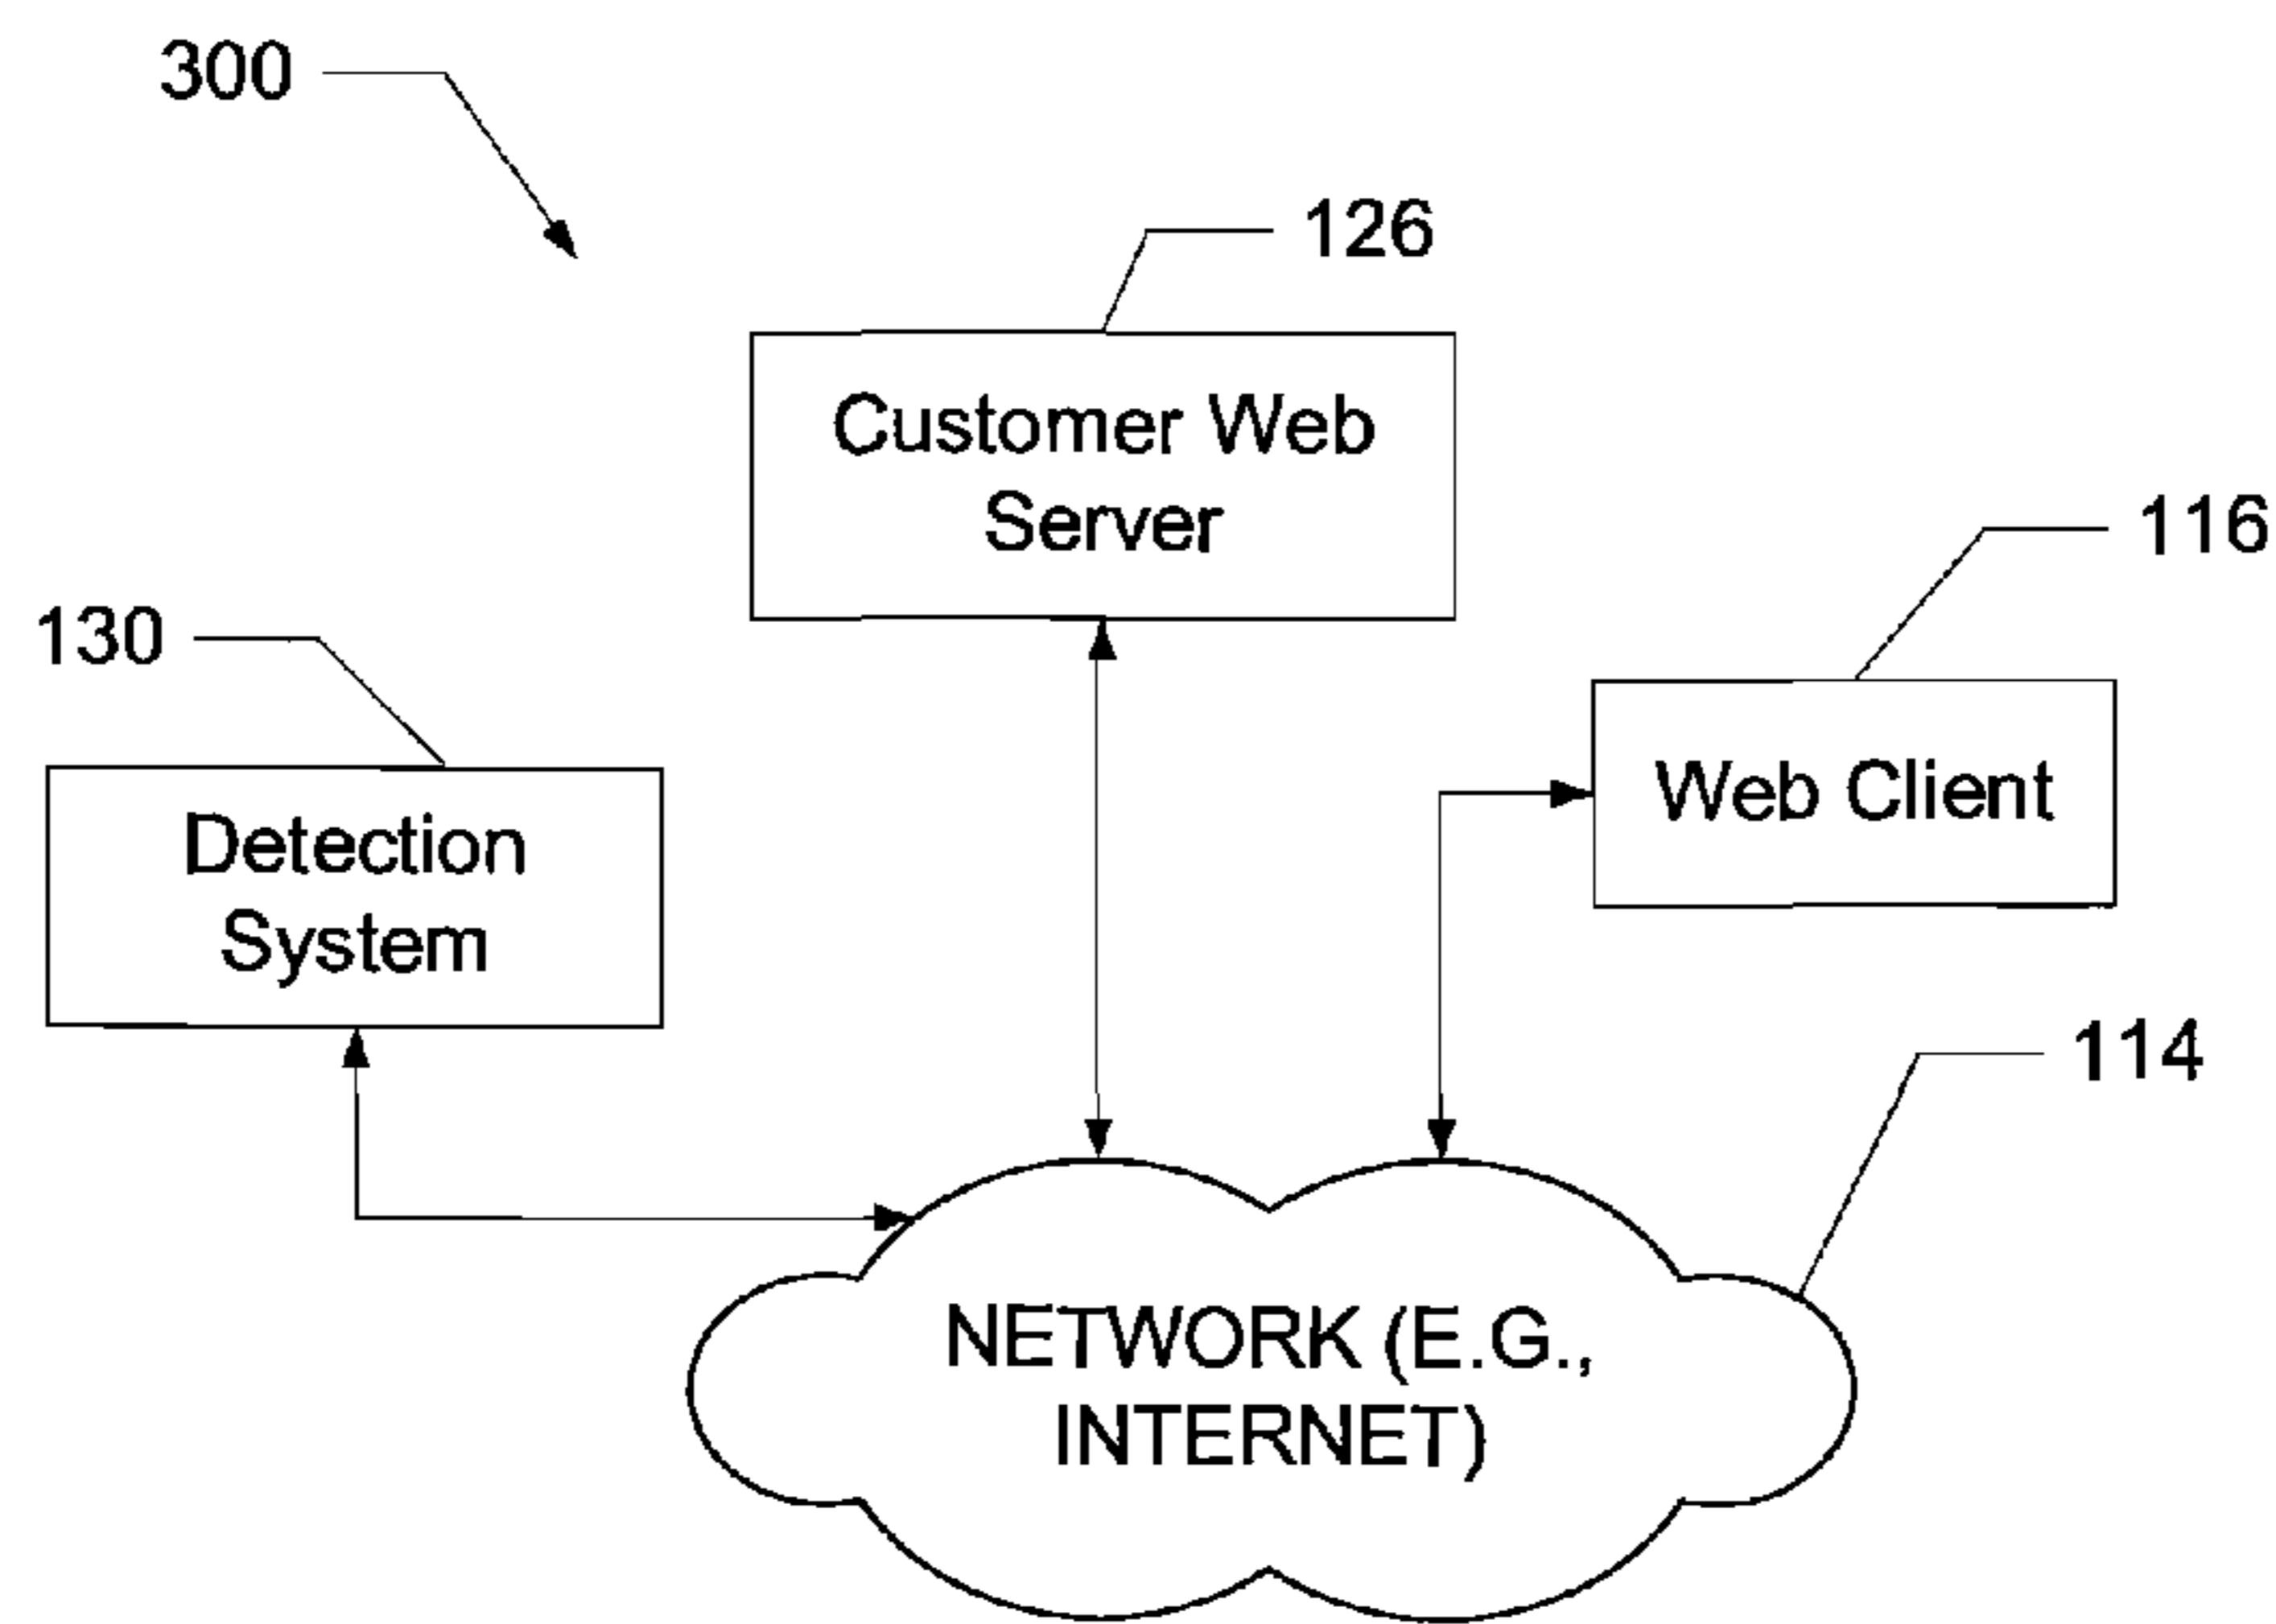 300
126
Customer Web
Server
116
130
Web Client
Detection
System
114
NETWORK (E.G.,
INTERNET)